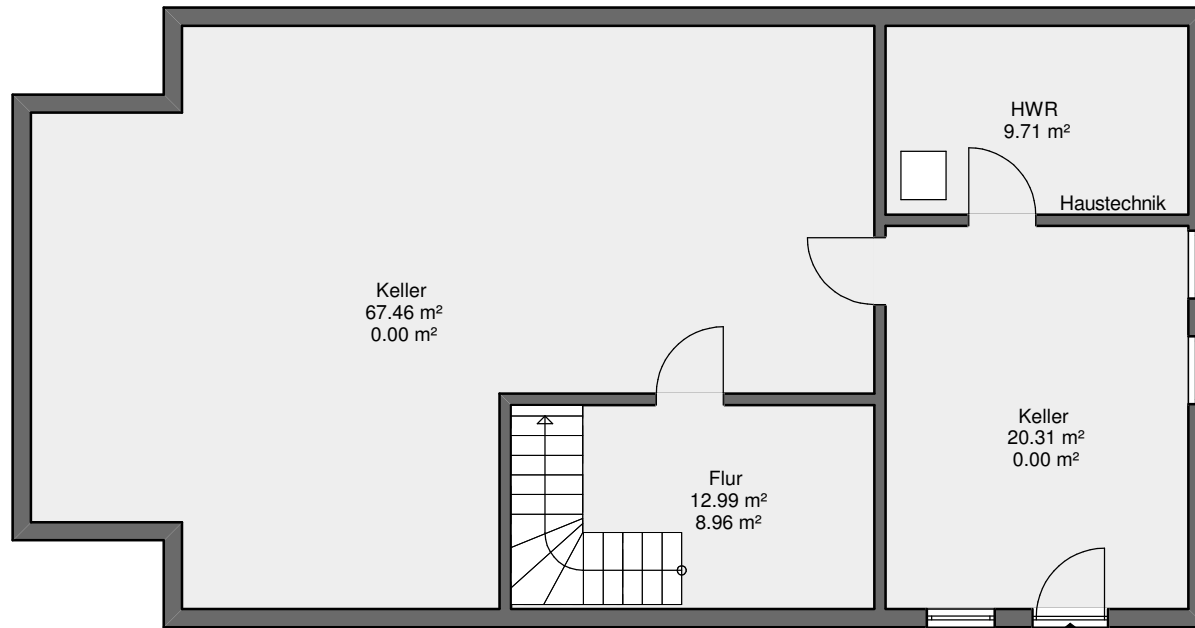 HWR
9.71 m²
Haustechnik
Keller
67.46 m²
0.00 m²
Keller
20.31 m²
0.00 m²
Flur
12.99 m²
8.96 m²